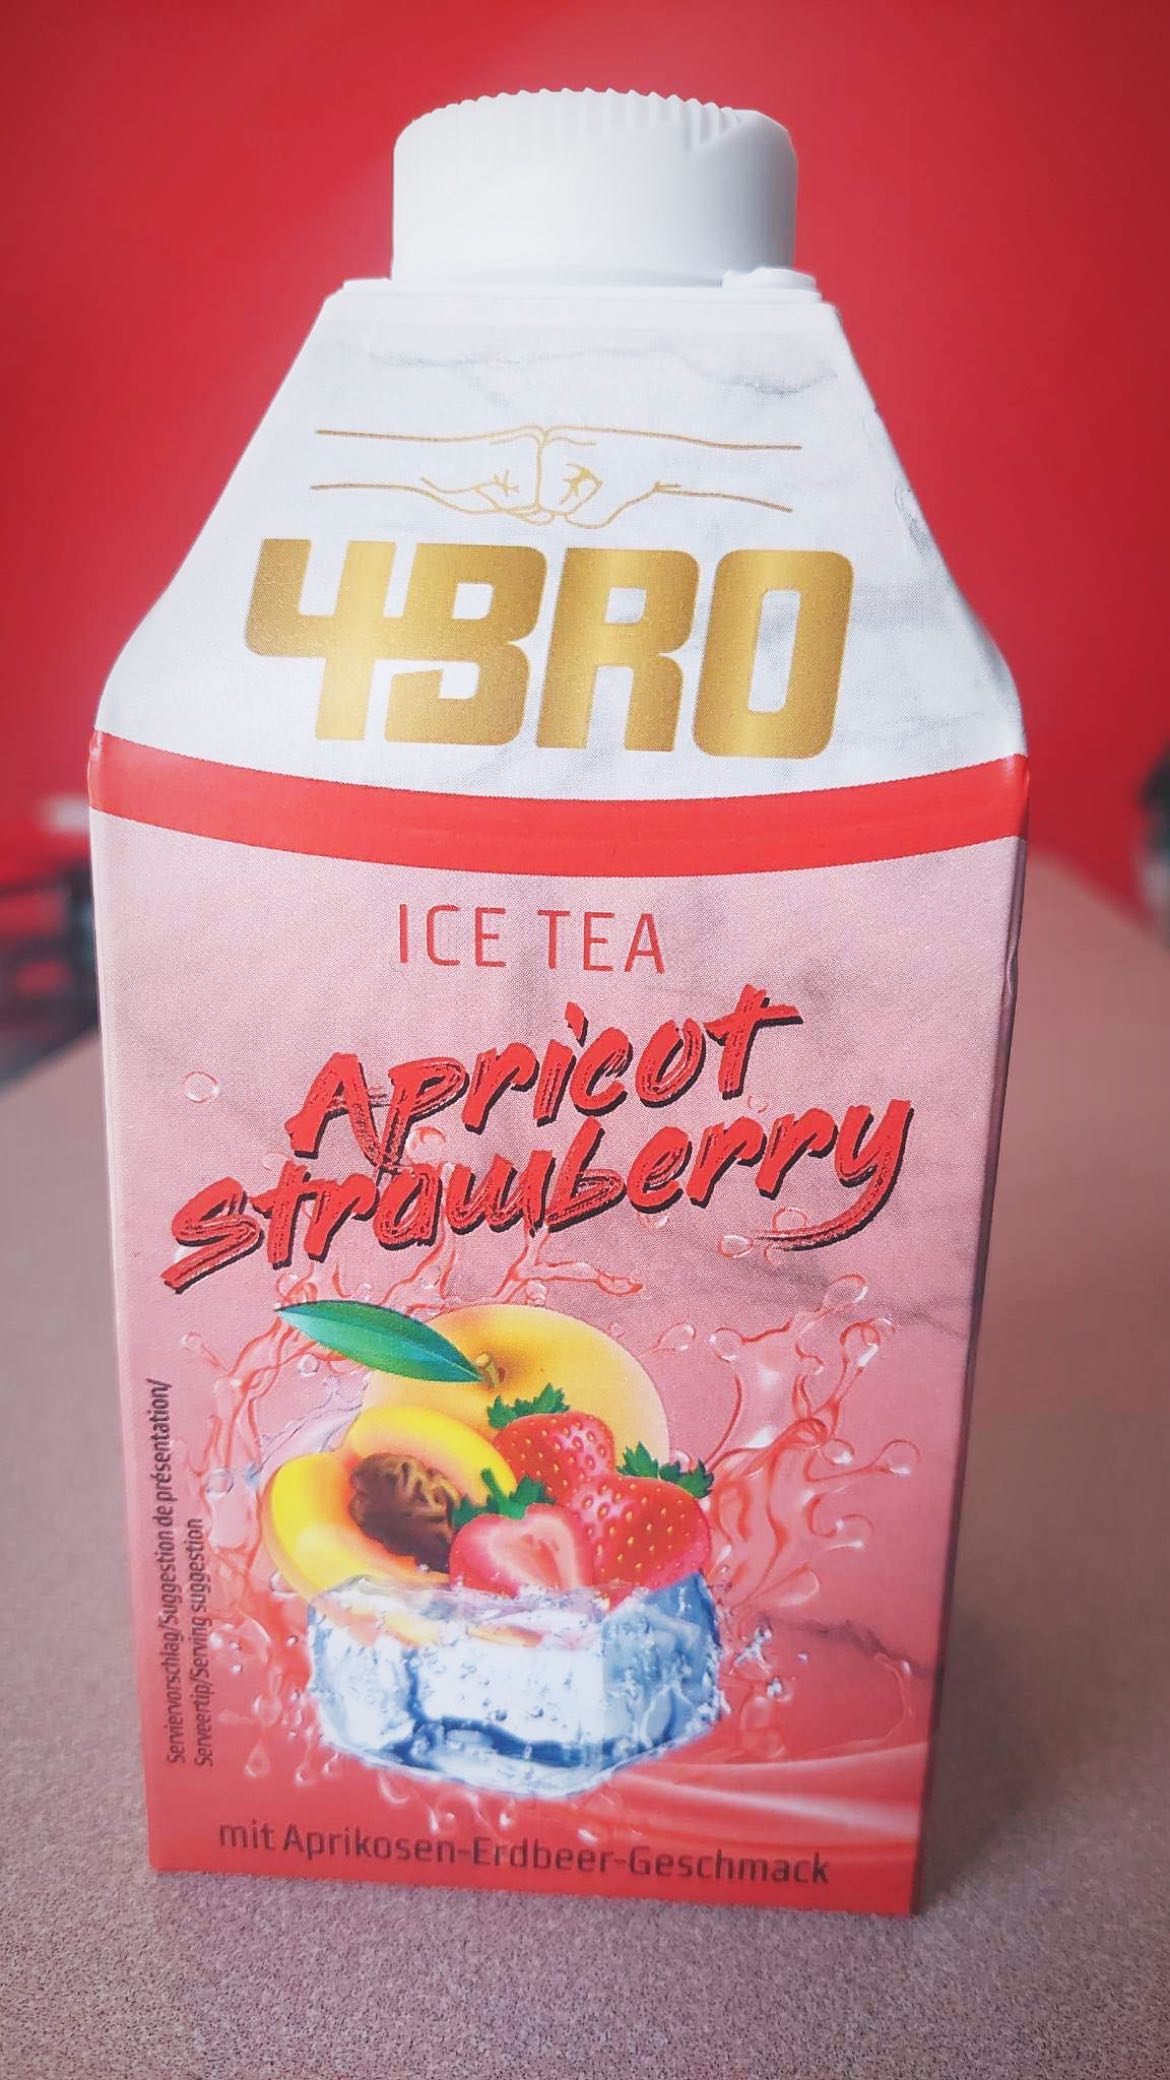 4BRO
ICE TEA
Apricot
strawberry
Serviervorschlag/Suggestion de présentation/
Serveertip/Serving suggestion
mit Aprikosen-Erdbeer-Geschmack